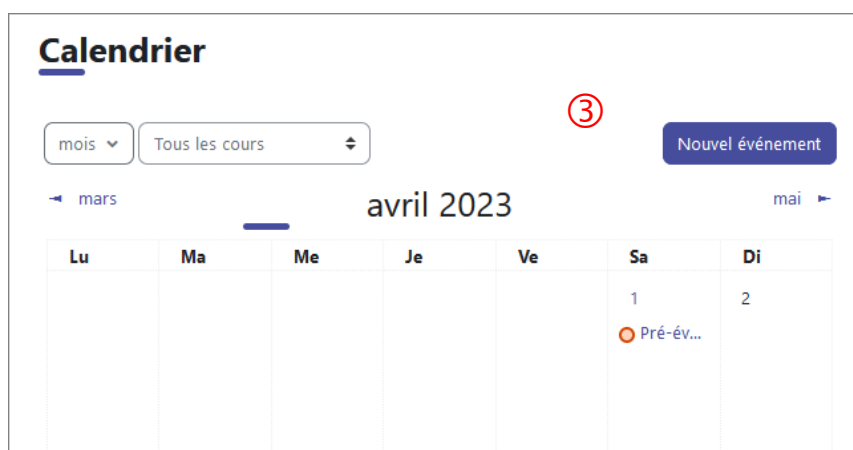 Calendrier
③
mois Tous les cours Nouvel événement
◄ mars avril 2023 mai ►
Lu Ma Me Je Ve Sa Di
1 2
Pré-év...